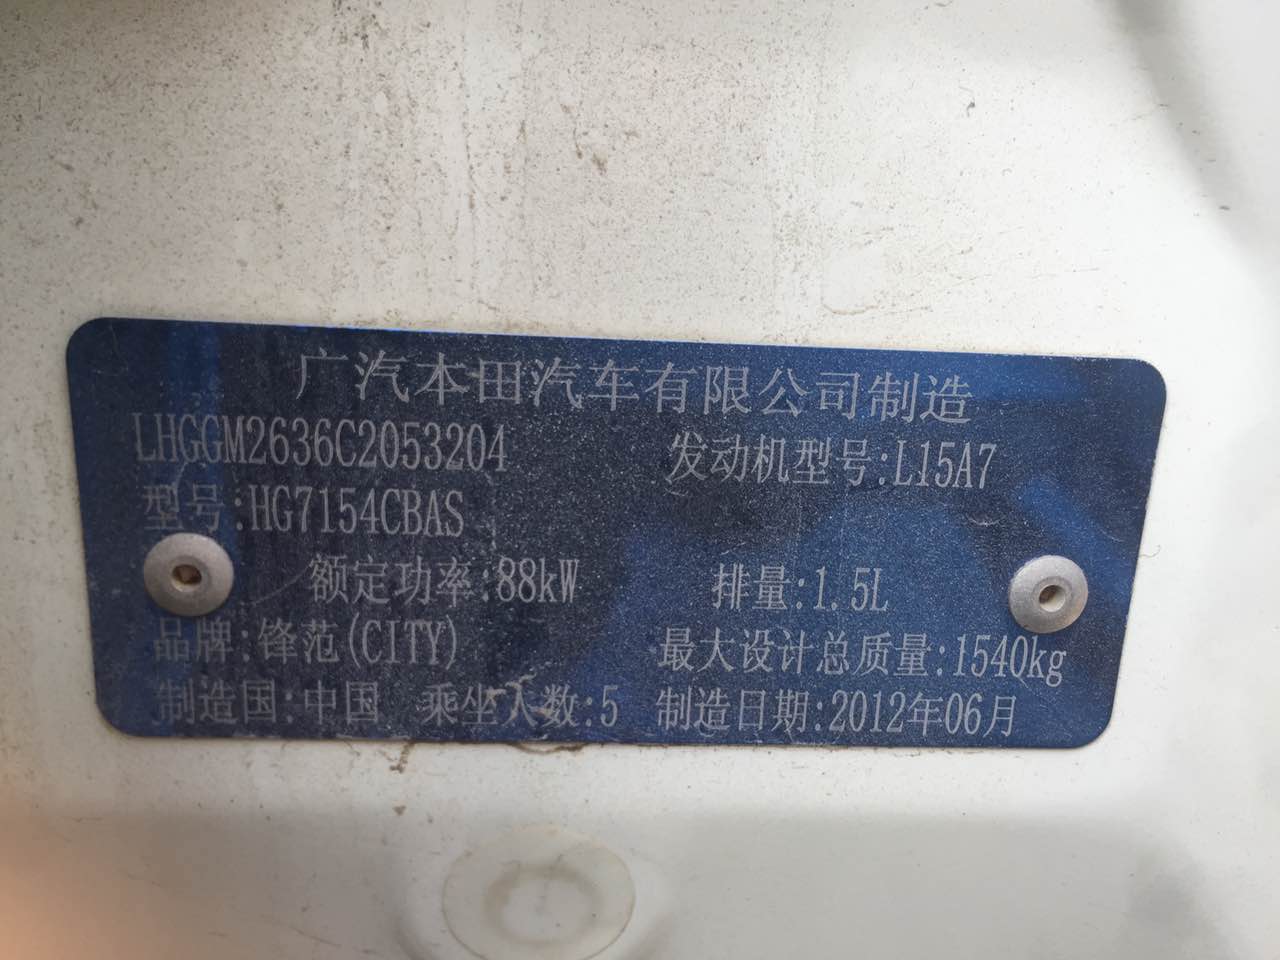 广汽本田汽车有限公司制造
LHGGM2636C2053204 发动机型号:L15A7
型号:HG7154CBAS
额定功率:88kW 排量:1.5L
品牌:锋范(CITY) 最大设计总质量:1540kg
制造国:中国 乘坐人数:5 制造日期:2012年06月